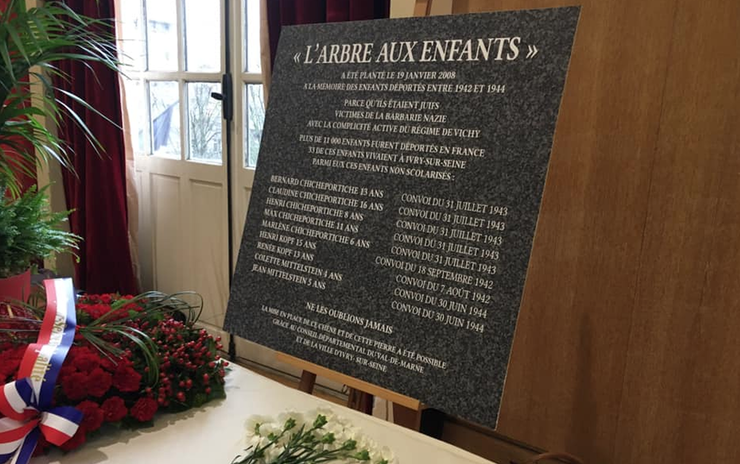 « L'ARBRE AUX ENFANTS »
A ÉTÉ PLANTÉ LE 19 JANVIER 2008
A LA MÉMOIRE DES ENFANTS DÉPORTÉS ENTRE 1942 ET 1944
PARCE QU'ILS ÉTAIENT JUIFS
VICTIMES DE LA BARBARIE NAZIE
AVEC LA COMPLICITÉ ACTIVE DU RÉGIME DE VICHY
PLUS DE 11 000 ENFANTS FURENT DÉPORTÉS EN FRANCE
33 DE CES ENFANTS VIVAIENT À IVRY-SUR-SEINE
PARMI EUX CES ENFANTS NON SCOLARISÉS :
BERNARD CHICHEPORTICHE 13 ANS CONVOI DU 31 JUILLET 1943
CLAUDINE CHICHEPORTICHE 16 ANS CONVOI DU 31 JUILLET 1943
HENRI CHICHEPORTICHE 8 ANS CONVOI DU 31 JUILLET 1943
MAX CHICHEPORTICHE 11 ANS CONVOI DU 31 JUILLET 1943
MARLÈNE CHICHEPORTICHE 6 ANS CONVOI DU 31 JUILLET 1943
HENRI KOPF 15 ANS CONVOI DU 18 SEPTEMBRE 1942
RENÉE KOPF 13 ANS CONVOI DU 7 AOUT 1942
COLETTE MITTELSTEIN 4 ANS CONVOI DU 30 JUIN 1944
JEAN MITTELSTEIN 3 ANS CONVOI DU 30 JUIN 1944
NE LES OUBLIONS JAMAIS
LA MISE EN PLACE DE CE CHÊNE ET DE CETTE PIERRE A ÉTÉ POSSIBLE
GRÂCE AU CONSEIL DÉPARTEMENTAL DU VAL-DE-MARNE
ET DE LA VILLE D'IVRY- SUR-SEINE